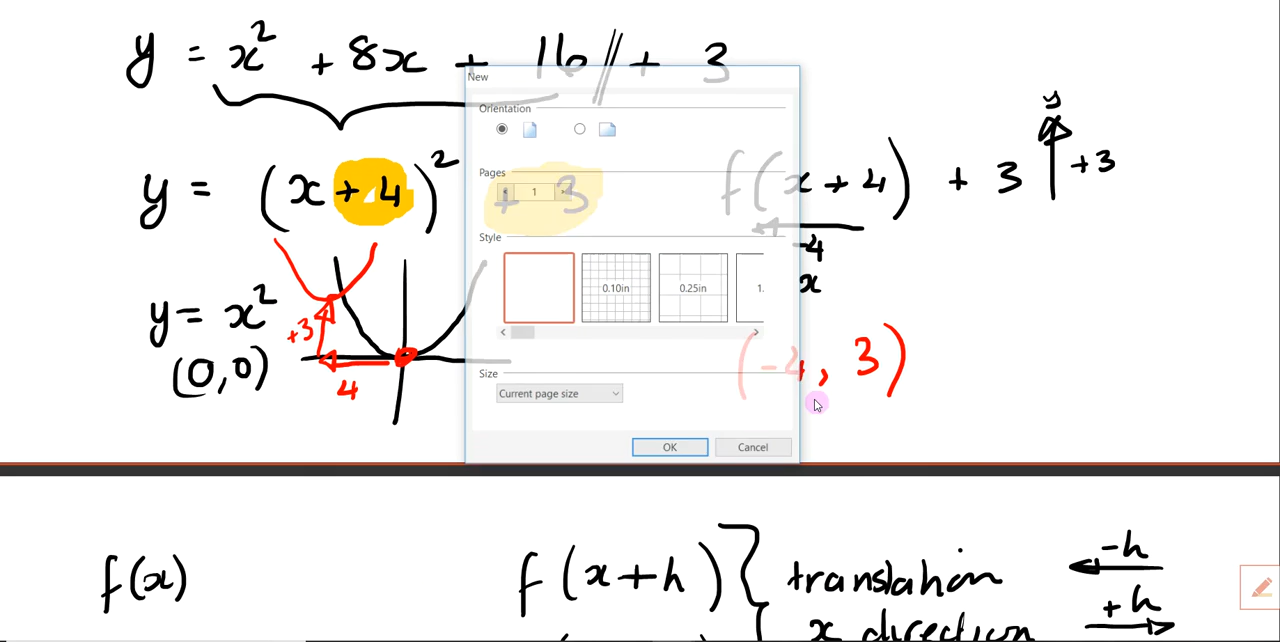 y = x² + 8x + 16 // + 3
New
Orientation
y
y = (x + 4)² + 3 f(x + 4) + 3 +3
Pages
1
-4
x
Style
0.10in 0.25in 1.
y = x² +3
(0,0) 4 (-4, 3)
Size
Current page size
OK Cancel
f(x) f(x+h) } translation -h
x direction +h